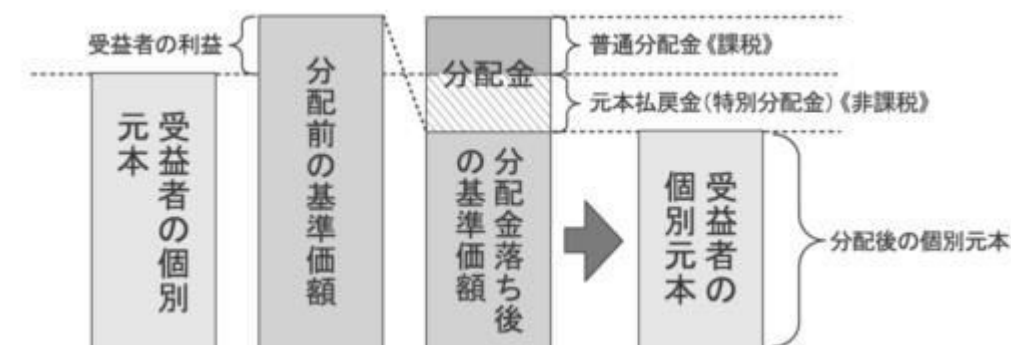 受益者の利益
受益者の個別
元本
分配前の基準価額
分配金
普通分配金《課税》
元本払戻金(特別分配金)《非課税》
分配金落ち後
の基準価額
受益者の
個別元本
分配後の個別元本